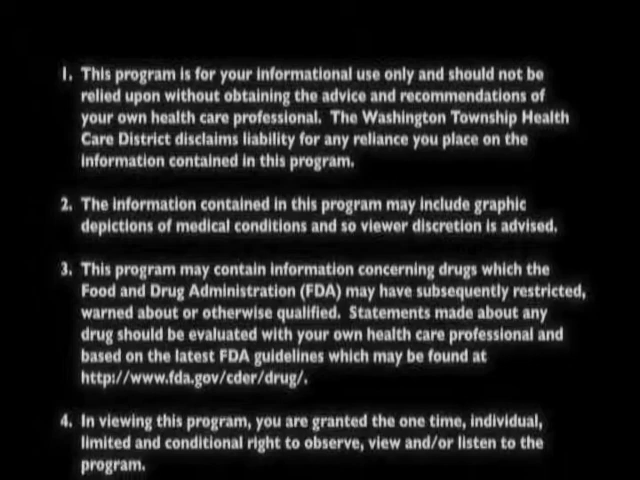 1. This program is for your informational use only and should not be
relied upon without obtaining the advice and recommendations of
your own health care professional. The Washington Township Health
Care District disclaims liability for any reliance you place on the
information contained in this program.
2. The information contained in this program may include graphic
depictions of medical conditions and so viewer discretion is advised.
3. This program may contain information concerning drugs which the
Food and Drug Administration (FDA) may have subsequently restricted,
warned about or otherwise qualified. Statements made about any
drug should be evaluated with your own health care professional and
based on the latest FDA guidelines which may be found at
http://www.fda.gov/cder/drug/.
4. In viewing this program, you are granted the one time, individual,
limited and conditional right to observe, view and/or listen to the
program.